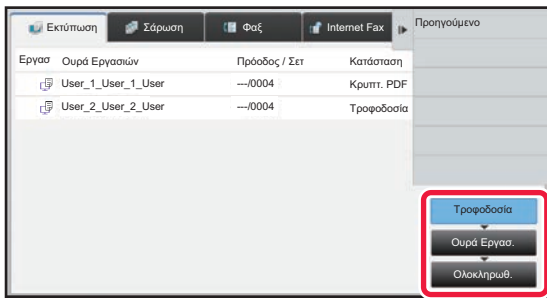 Εκτύπωση Σάρωση Φαξ Internet Fax Προηγούμενο
Εργασ Ουρά Εργασιών Πρόοδος / Σετ Κατάσταση
User_1_User_1_User ---/0004 Κρυπτ. PDF
User_2_User_2_User ---/0004 Τροφοδοσία
Τροφοδοσία
Ουρά Εργασ.
Ολοκληρωθ.